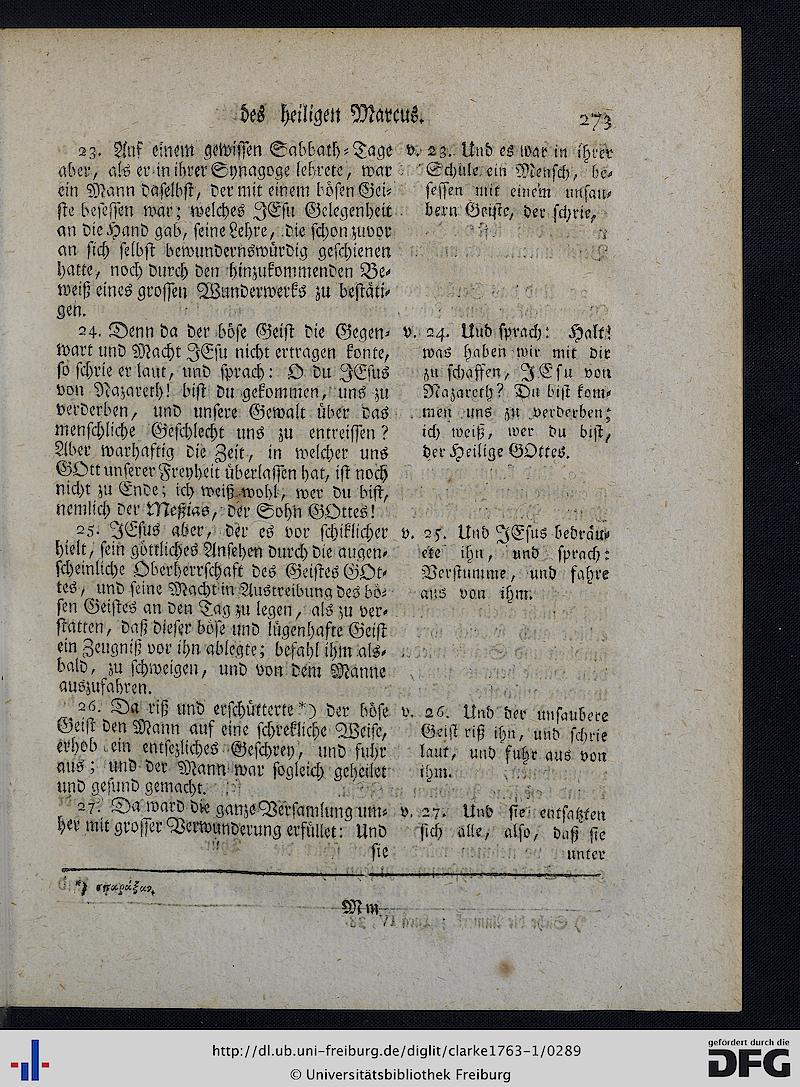 des heiligen Marcus.
273
23. Auf einem gewissen Sabbath-Tage
aber, als er in ihrer Synagoge lehrete, war
ein Mann daselbst, der mit einem bösen Gei-
ste besessen war; welches JEsu Gelegenheit
an die Hand gab, seine Lehre, die schon zuvor
an sich selbst bewundernswürdig geschienen
hatte, noch durch den hinzukommenden Be-
weiß eines grossen Wunderwerks zu bestäti-
gen.
24. Denn da der böse Geist die Gegen-
wart und Macht JEsu nicht ertragen konte,
so schrie er laut, und sprach: O du JEsus
von Nazareth! bist du gekommen, uns zu
verderben, und unsere Gewalt über das
menschliche Geschlecht uns zu entreissen?
Aber warhaftig die Zeit, in welcher uns
GOtt unserer Freyheit überlassen hat, ist noch
nicht zu Ende; ich weiß wohl, wer du bist,
nemlich der Meßias, der Sohn GOttes!
25. JEsus aber, der es vor schiklicher
hielt, sein göttliches Ansehen durch die augen-
scheinliche Oberherrschaft des Geistes GOt-
tes, und seine Macht in Austreibung des bö-
sen Geistes an den Tag zu legen, als zu ver-
statten, daß dieser böse und lügenhafte Geist
ein Zeugniß vor ihn ablegte; befahl ihm als-
bald, zu schweigen, und von dem Manne
auszufahren.
26. Da riß und erschütterte *) der böse
Geist den Mann auf eine schrekliche Weise,
erhob ein entsezliches Geschrey, und fuhr
aus; und der Mann war sogleich geheilet
und gesund gemacht.
27. Da ward die ganze Versamlung um-
her mit grosser Verwunderung erfüllet: Und
sie
v. 23. Und es war in ihrer
Schule ein Mensch, be-
sessen mit einem unsau-
bern Geiste, der schrie,
v. 24. Und sprach: Halt!
was haben wir mit dir
zu schaffen, JEsu von
Nazareth? Du bist kom-
men uns zu verderben;
ich weiß, wer du bist,
der Heilige GOttes.
v. 25. Und JEsus bedräu-
ete ihn, und sprach:
Verstumme, und fahre
aus von ihm.
v. 26. Und der unsaubere
Geist riß ihn, und schrie
laut, und fuhr aus von
ihm.
v. 27. Und sie entsatzten
sich alle, also, daß sie
unter
*) σπαράξαν.
M m
http://dl.ub.uni-freiburg.de/diglit/clarke1763-1/0289
© Universitätsbibliothek Freiburg
gefördert durch die
DFG